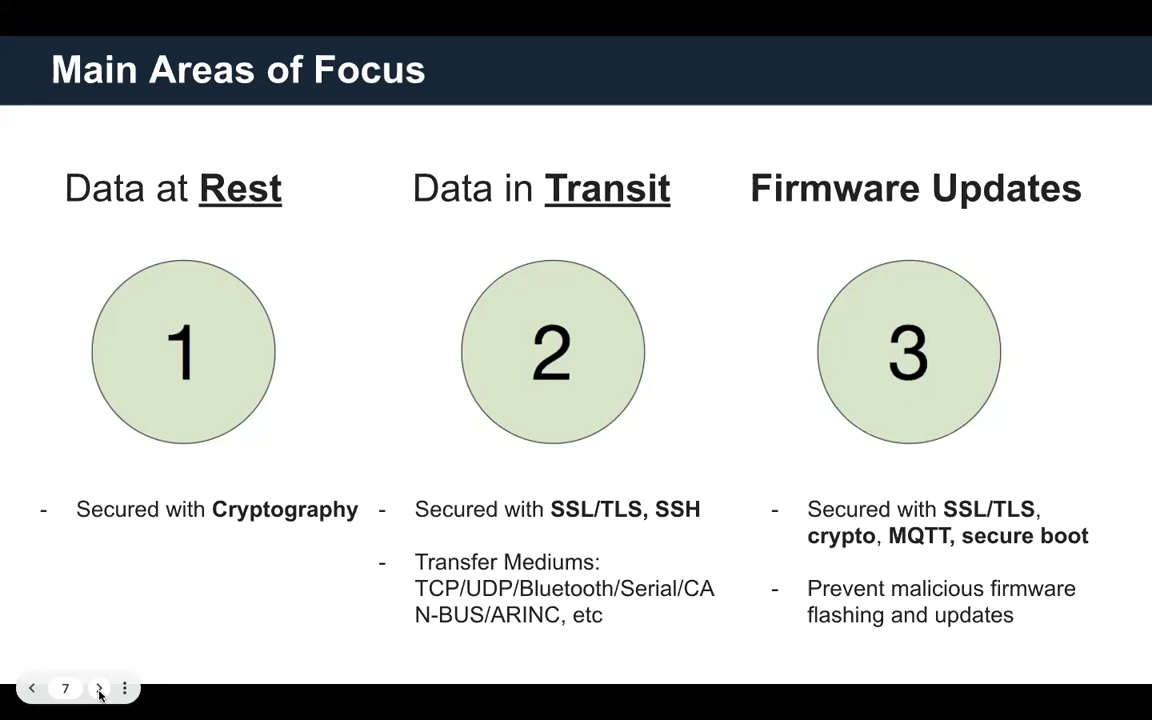 Main Areas of Focus
Data at Rest
Data in Transit
Firmware Updates
1
2
3
- Secured with Cryptography
- Secured with SSL/TLS, SSH
- Transfer Mediums:
TCP/UDP/Bluetooth/Serial/CA
N-BUS/ARINC, etc
- Secured with SSL/TLS,
crypto, MQTT, secure boot
- Prevent malicious firmware
flashing and updates
7